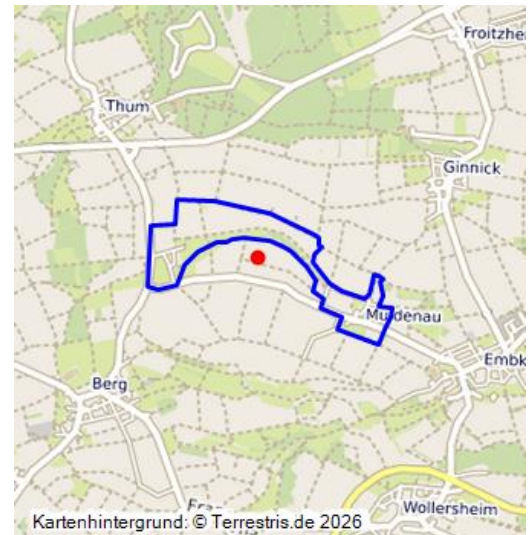 Froitzhe
Thum
Ginnick
Muldenau
Embk
Berg
Wollersheim
Kartenhintergrund: © Terrestris.de 2026